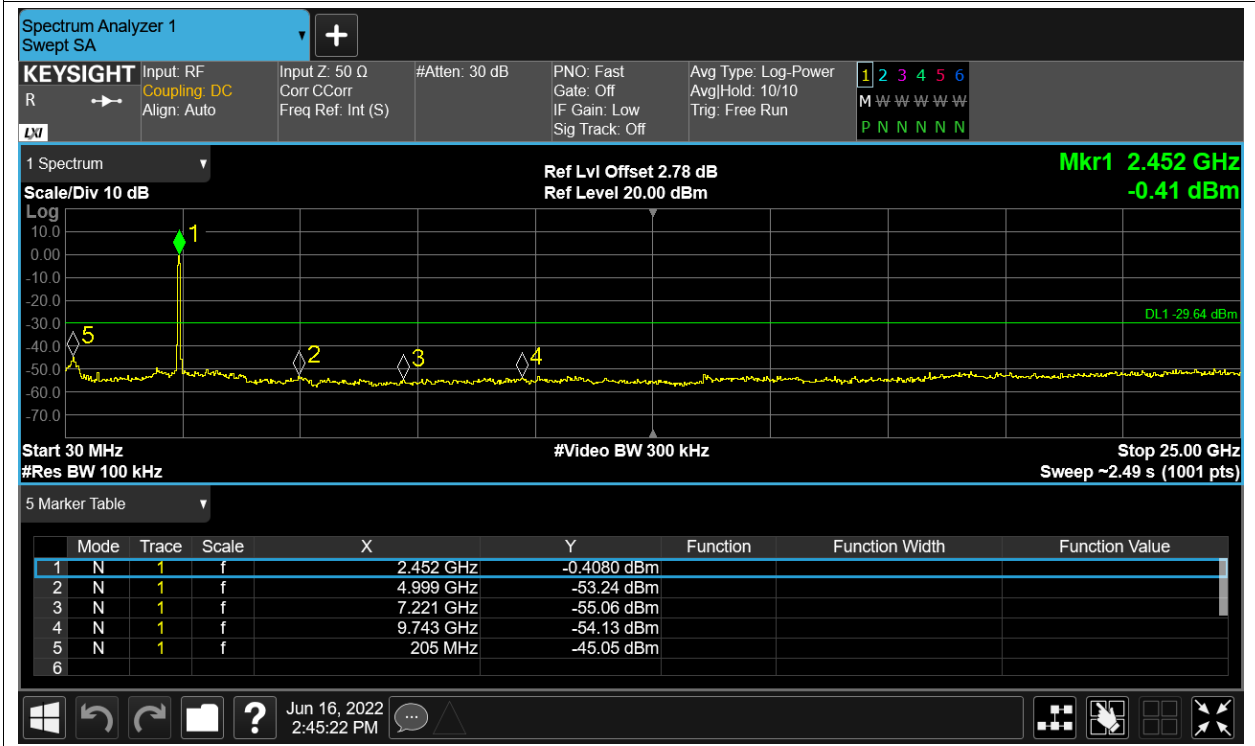 Spectrum Analyzer 1
Swept SA
+
KEYSIGHT
R
LXI
Input: RF
Coupling: DC
Align: Auto
Input Z: 50 Ω
Corr CCorr
Freq Ref: Int (S)
#Atten: 30 dB
PNO: Fast
Gate: Off
IF Gain: Low
Sig Track: Off
Avg Type: Log-Power
Avg|Hold: 10/10
Trig: Free Run
1 2 3 4 5 6
M W W W W W
P N N N N N
1 Spectrum
Scale/Div 10 dB
Ref Lvl Offset 2.78 dB
Ref Level 20.00 dBm
Mkr1 2.452 GHz
-0.41 dBm
Log
10.0
0.00
-10.0
-20.0
-30.0
-40.0
-50.0
-60.0
-70.0
1
5
2
3
4
DL1 -29.64 dBm
Start 30 MHz
#Res BW 100 kHz
#Video BW 300 kHz
Stop 25.00 GHz
Sweep ~2.49 s (1001 pts)
5 Marker Table
Mode Trace Scale X Y Function Function Width Function Value
1 N 1 f 2.452 GHz -0.4080 dBm
2 N 1 f 4.999 GHz -53.24 dBm
3 N 1 f 7.221 GHz -55.06 dBm
4 N 1 f 9.743 GHz -54.13 dBm
5 N 1 f 205 MHz -45.05 dBm
6
?
Jun 16, 2022
2:45:22 PM